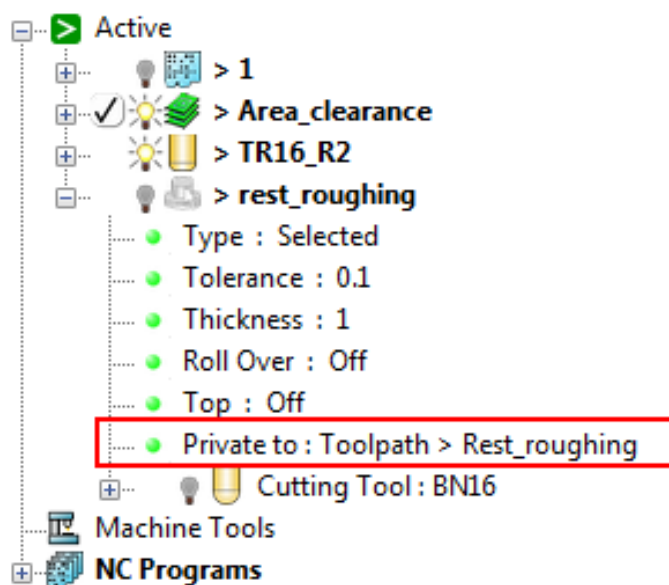 Active
> 1
> Area_clearance
> TR16_R2
> rest_roughing
Type : Selected
Tolerance : 0.1
Thickness : 1
Roll Over : Off
Top : Off
Private to : Toolpath > Rest_roughing
Cutting Tool : BN16
Machine Tools
NC Programs